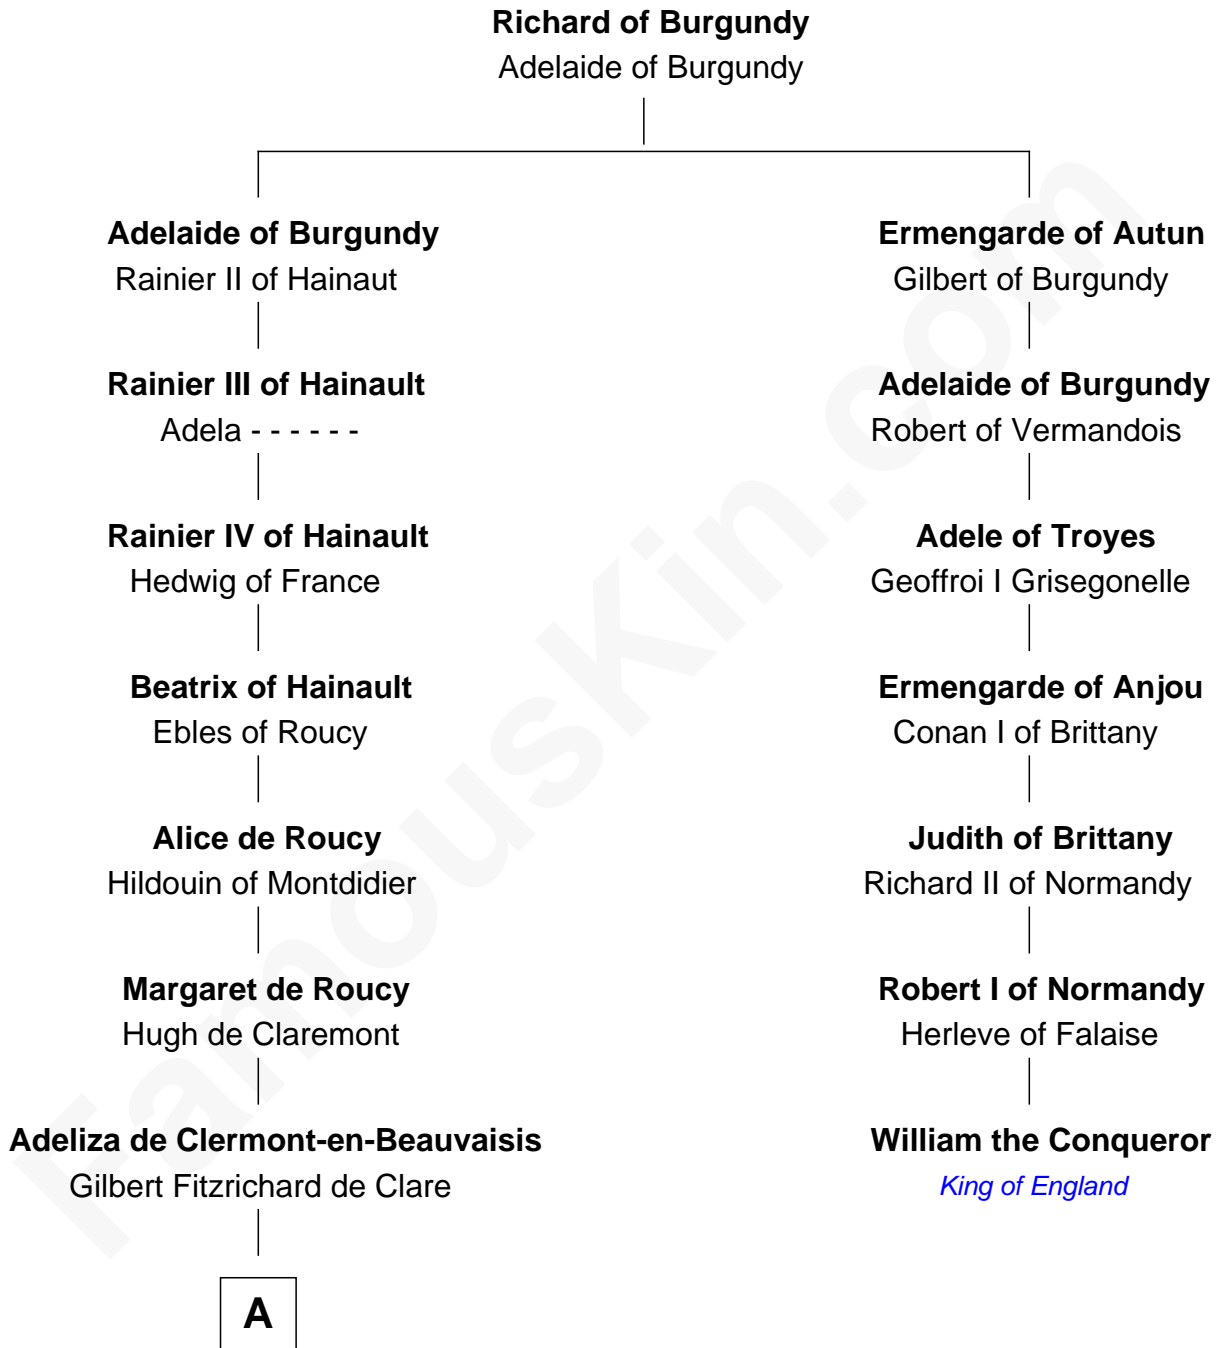 Richard of Burgundy
Adelaide of Burgundy
Adelaide of Burgundy
Rainier II of Hainaut
Ermengarde of Autun
Gilbert of Burgundy
Rainier III of Hainault
Adela - - - - - -
Adelaide of Burgundy
Robert of Vermandois
Rainier IV of Hainault
Hedwig of France
Adele of Troyes
Geoffroi I Grisegonelle
Beatrix of Hainault
Ebles of Roucy
Ermengarde of Anjou
Conan I of Brittany
Alice de Roucy
Hildouin of Montdidier
Judith of Brittany
Richard II of Normandy
Margaret de Roucy
Hugh de Claremont
Robert I of Normandy
Herleve of Falaise
Adeliza de Clermont-en-Beauvaisis
Gilbert Fitzrichard de Clare
William the Conqueror
King of England
A
FamousKin.com